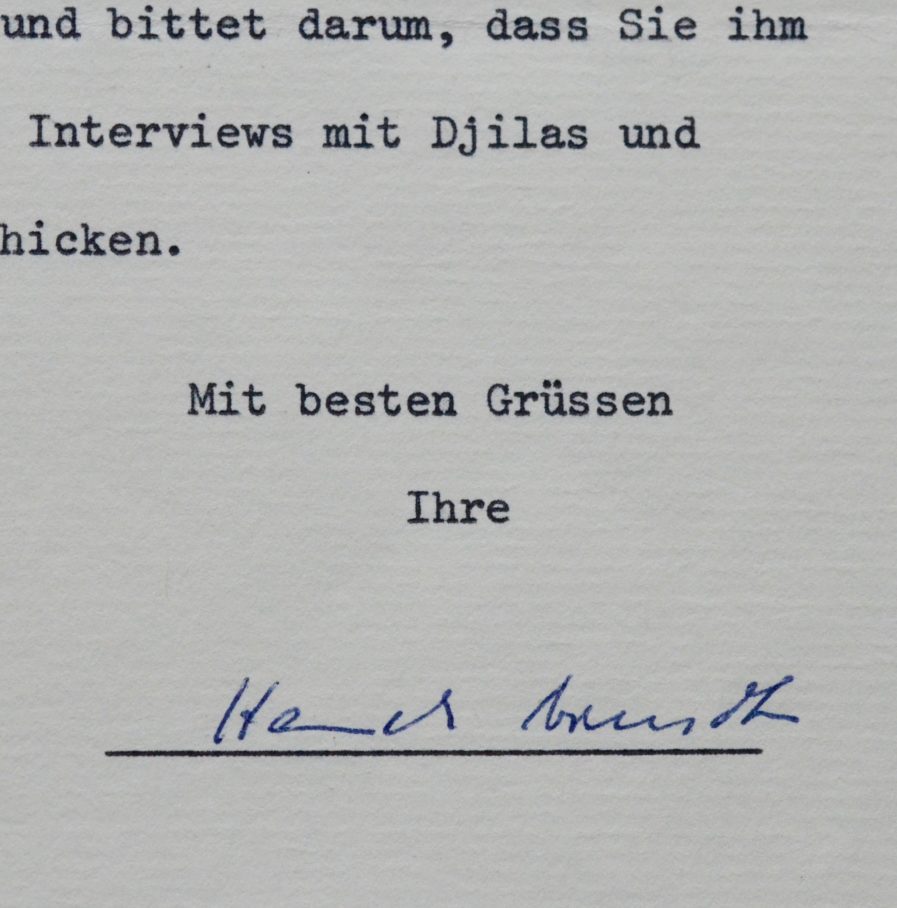 und bittet darum, dass Sie ihm
Interviews mit Djilas und
hicken.
Mit besten Grüssen
Ihre